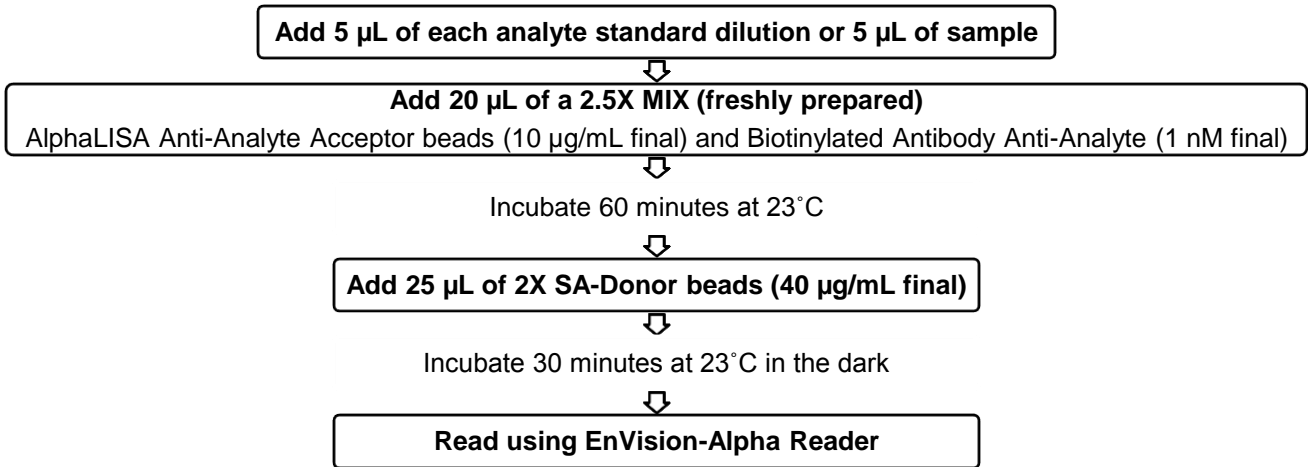 Add 5 µL of each analyte standard dilution or 5 µL of sample
Add 20 µL of a 2.5X MIX (freshly prepared)
AlphaLISA Anti-Analyte Acceptor beads (10 µg/mL final) and Biotinylated Antibody Anti-Analyte (1 nM final)
Incubate 60 minutes at 23˚C
Add 25 µL of 2X SA-Donor beads (40 µg/mL final)
Incubate 30 minutes at 23˚C in the dark
Read using EnVision-Alpha Reader